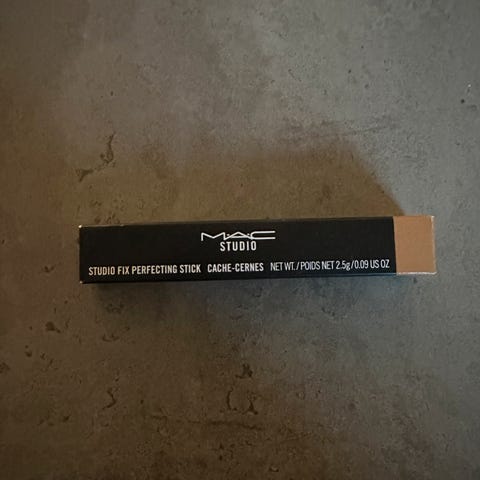 MAC
STUDIO
STUDIO FIX PERFECTING STICK CACHE-CERNES NET WT./POIDS NET 2.5g/0.09 US OZ